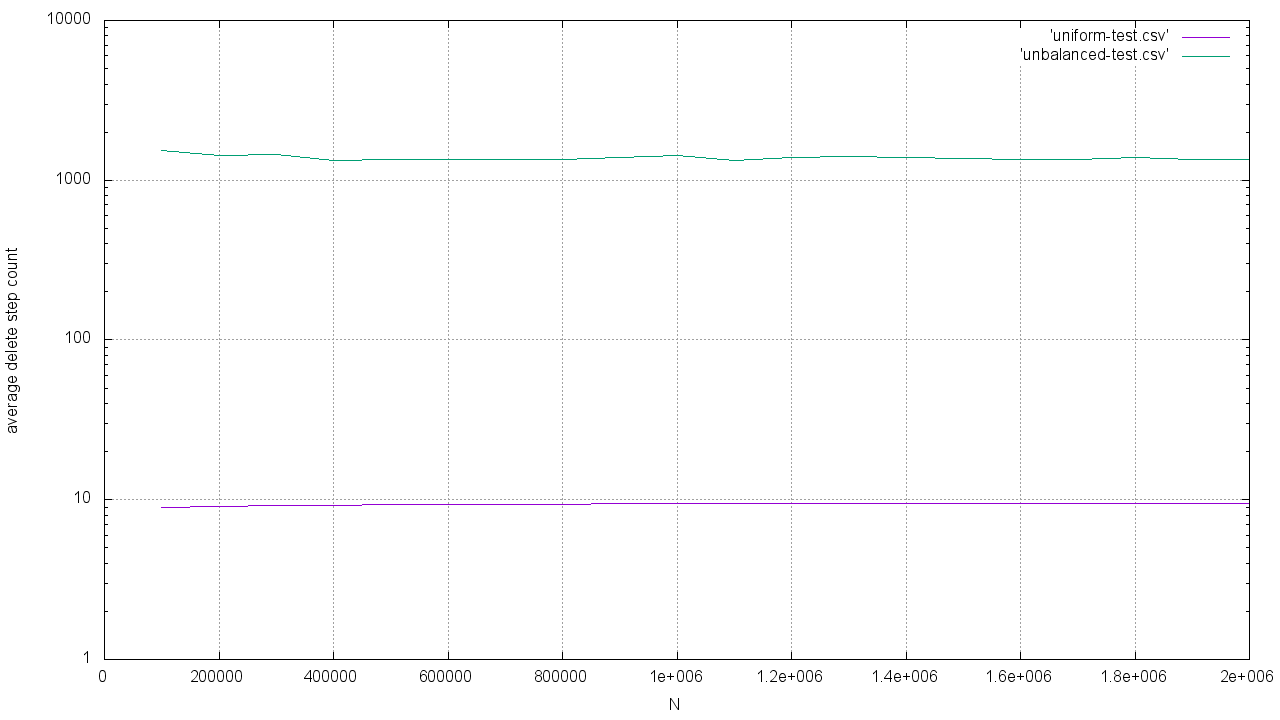 10000
1000
100
10
1
average delete step count
'uniform-test.csv'
'unbalanced-test.csv'
0 200000 400000 600000 800000 1e+006 1.2e+006 1.4e+006 1.6e+006 1.8e+006 2e+006
N